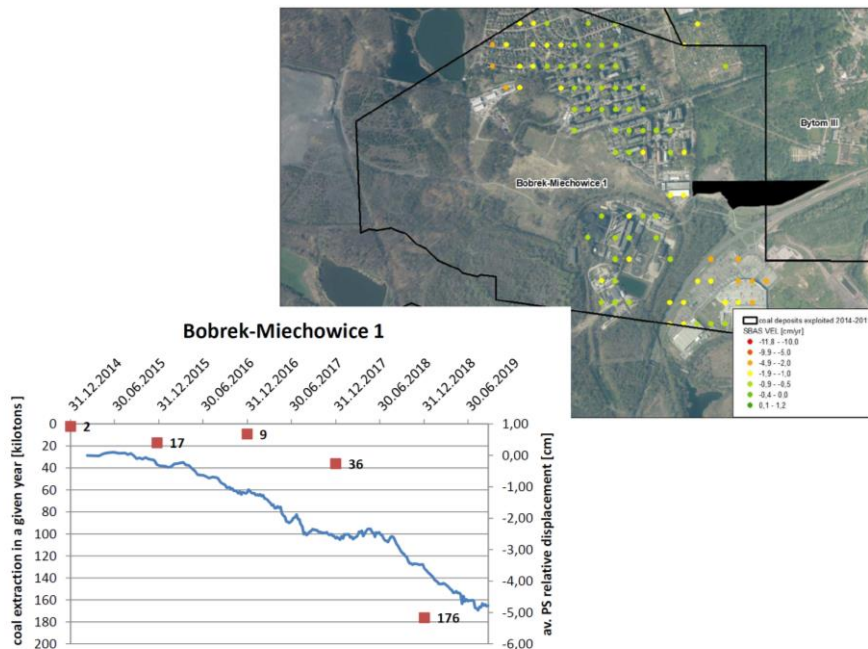 Bytom III
Bobrek-Miechowice 1
coal deposits exploited 2014-201
SBAS VEL [cm/yr]
-11,8 - -10,0
-9,9 - -5,0
-4,9 - -2,0
-1,9 - -1,0
-0,9 - -0,5
-0,4 - 0,0
0,1 - 1,2
Bobrek-Miechowice 1
31.12.2014
30.06.2015
31.12.2015
30.06.2016
31.12.2016
30.06.2017
31.12.2017
30.06.2018
31.12.2018
30.06.2019
coal extraction in a given year [kilotons]
0
20
40
60
80
100
120
140
160
180
200
2
17
9
36
176
1,00
0,00
-1,00
-2,00
-3,00
-4,00
-5,00
-6,00
av. PS relative displacement [cm]